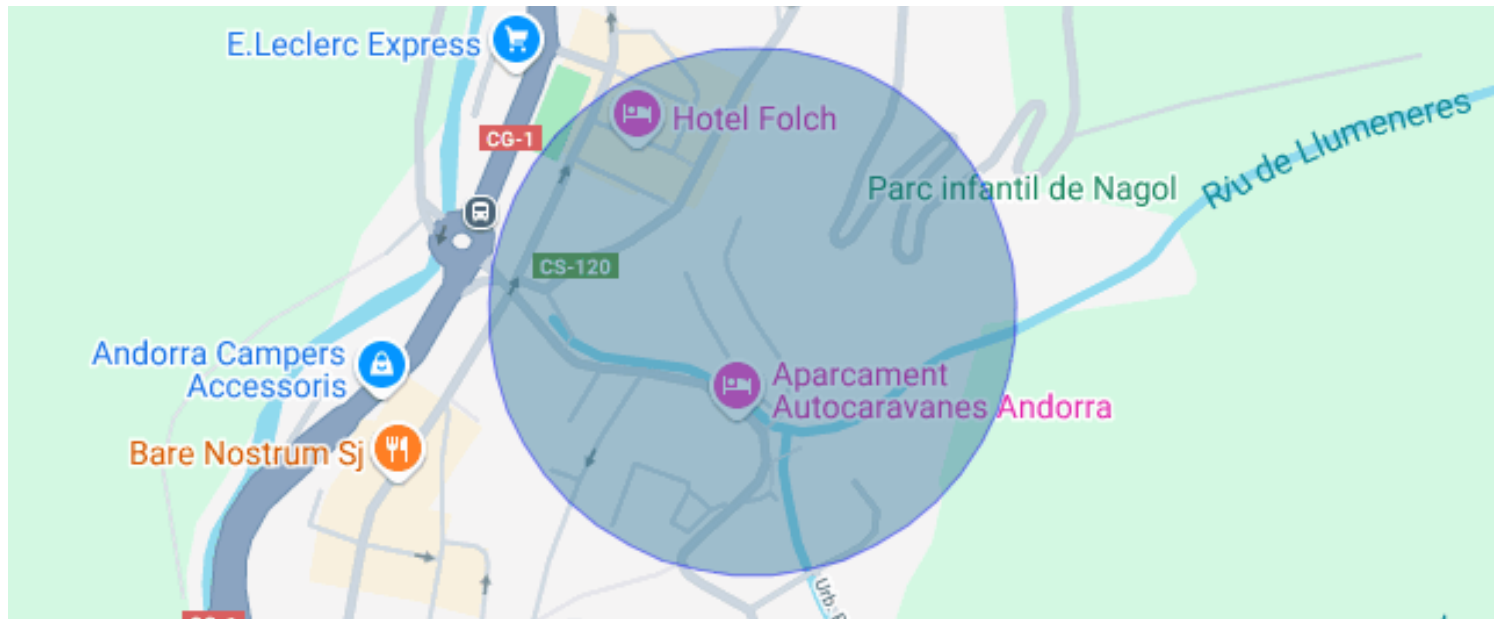 E.Leclerc Express
Hotel Folch
CG-1
Parc infantil de Nagol
Riu de Llumeneres
CS-120
Andorra Campers
Accessoris
Aparcament
Autocaravanes Andorra
Bare Nostrum Sj
Urb.